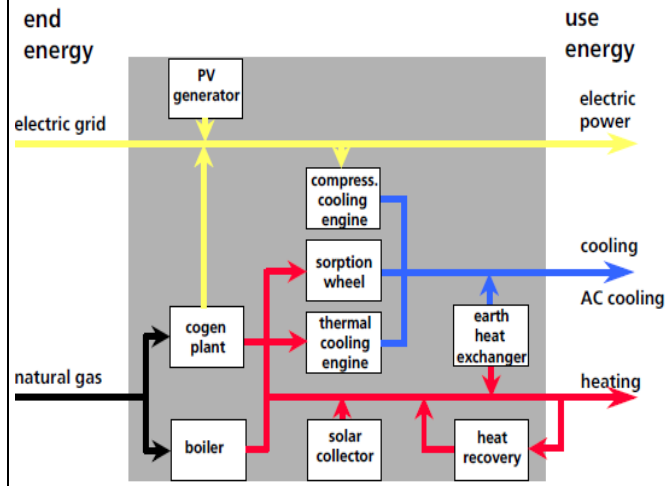 end
energy
use
energy
PV
generator
electric grid
electric
power
compress.
cooling
engine
sorption
wheel
cooling
AC cooling
cogen
plant
thermal
cooling
engine
earth
heat
exchanger
natural gas
heating
boiler
solar
collector
heat
recovery